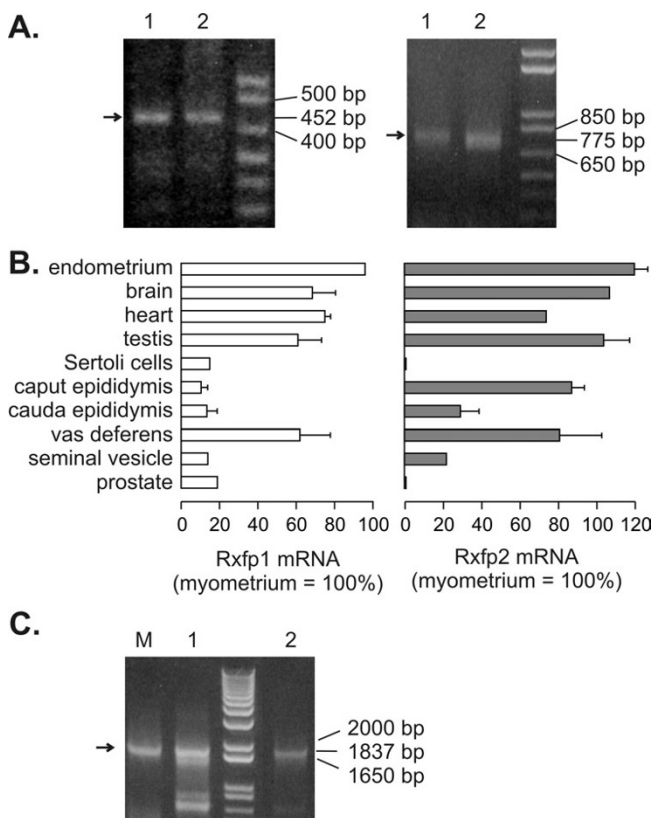 A.
1 2
500 bp
452 bp
400 bp
1 2
850 bp
775 bp
650 bp
B.
endometrium
brain
heart
testis
Sertoli cells
caput epididymis
cauda epididymis
vas deferens
seminal vesicle
prostate
0 20 40 60 80 100
Rxfp1 mRNA
(myometrium = 100%)
0 20 40 60 80 100 120
Rxfp2 mRNA
(myometrium = 100%)
C.
M 1 2
2000 bp
1837 bp
1650 bp